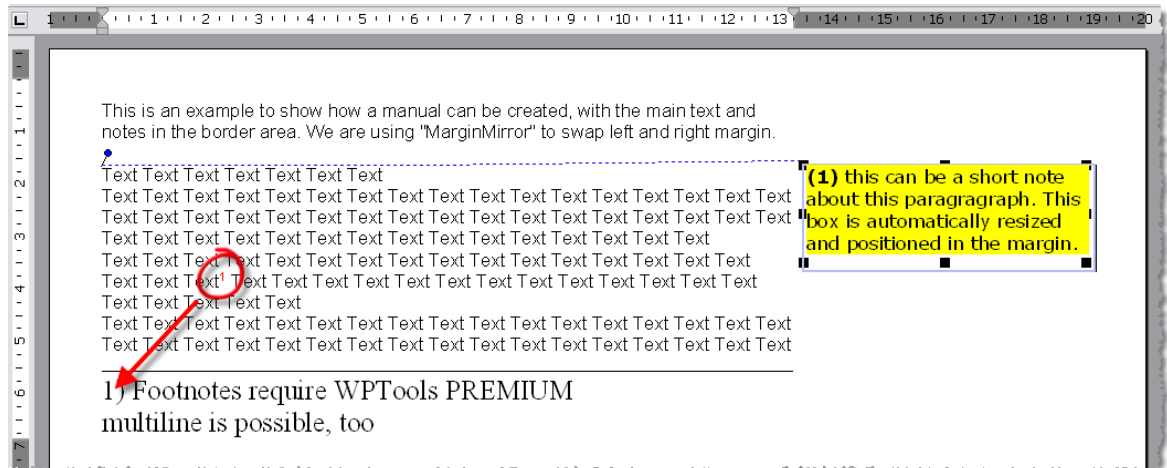 L 1 1 2 3 4 5 6 7 8 9 10 11 12 13 14 15 16 17 18 19 20
This is an example to show how a manual can be created, with the main text and
notes in the border area. We are using "MarginMirror" to swap left and right margin.
Text Text Text Text Text Text Text
Text Text Text Text Text Text Text Text Text Text Text Text Text Text Text Text Text
Text Text Text Text Text Text Text Text Text Text Text Text Text Text Text Text Text
Text Text Text Text Text Text Text Text Text Text Text Text Text Text Text
Text Text Text Text Text Text Text Text Text Text Text Text Text Text Text Text
Text Text Text¹ Text Text Text Text Text Text Text Text Text Text Text Text Text
Text Text Text Text Text
Text Text Text Text Text Text Text Text Text Text Text Text Text Text Text Text Text
Text Text Text Text Text Text Text Text Text Text Text Text Text Text Text Text Text
(1) this can be a short note
about this paragragraph. This
box is automatically resized
and positioned in the margin.
1) Footnotes require WPTools PREMIUM
multiline is possible, too
1
2
3
4
5
6
7